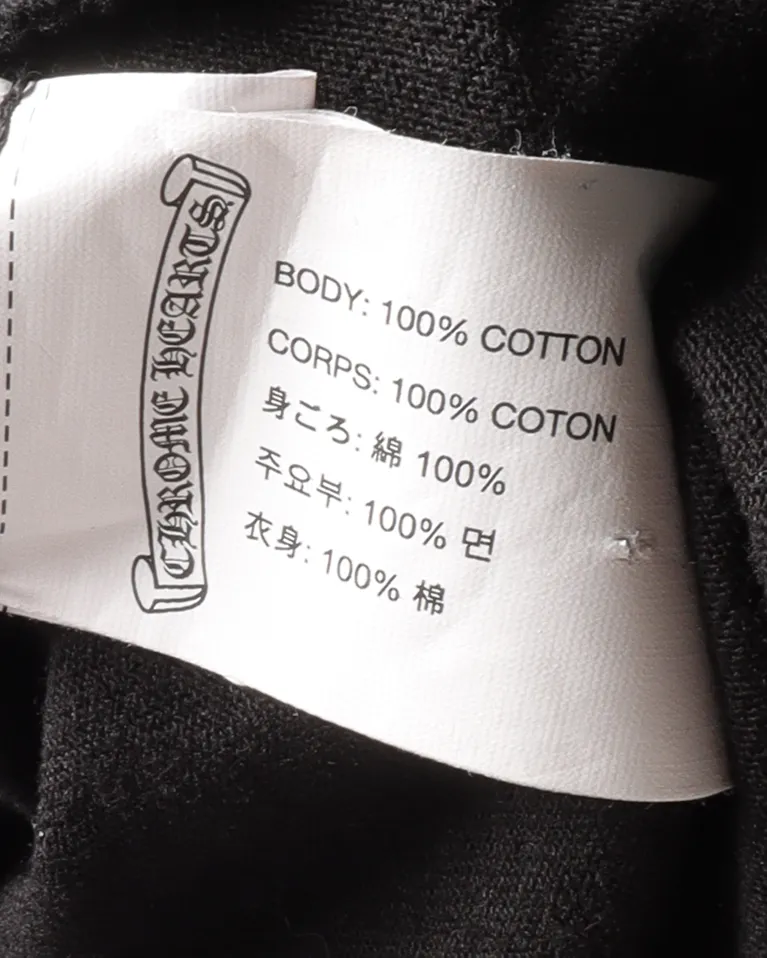 CHROME HEARTS
BODY: 100% COTTON
CORPS: 100% COTON
身ごろ: 綿 100%
주요부: 100% 면
衣身: 100% 棉